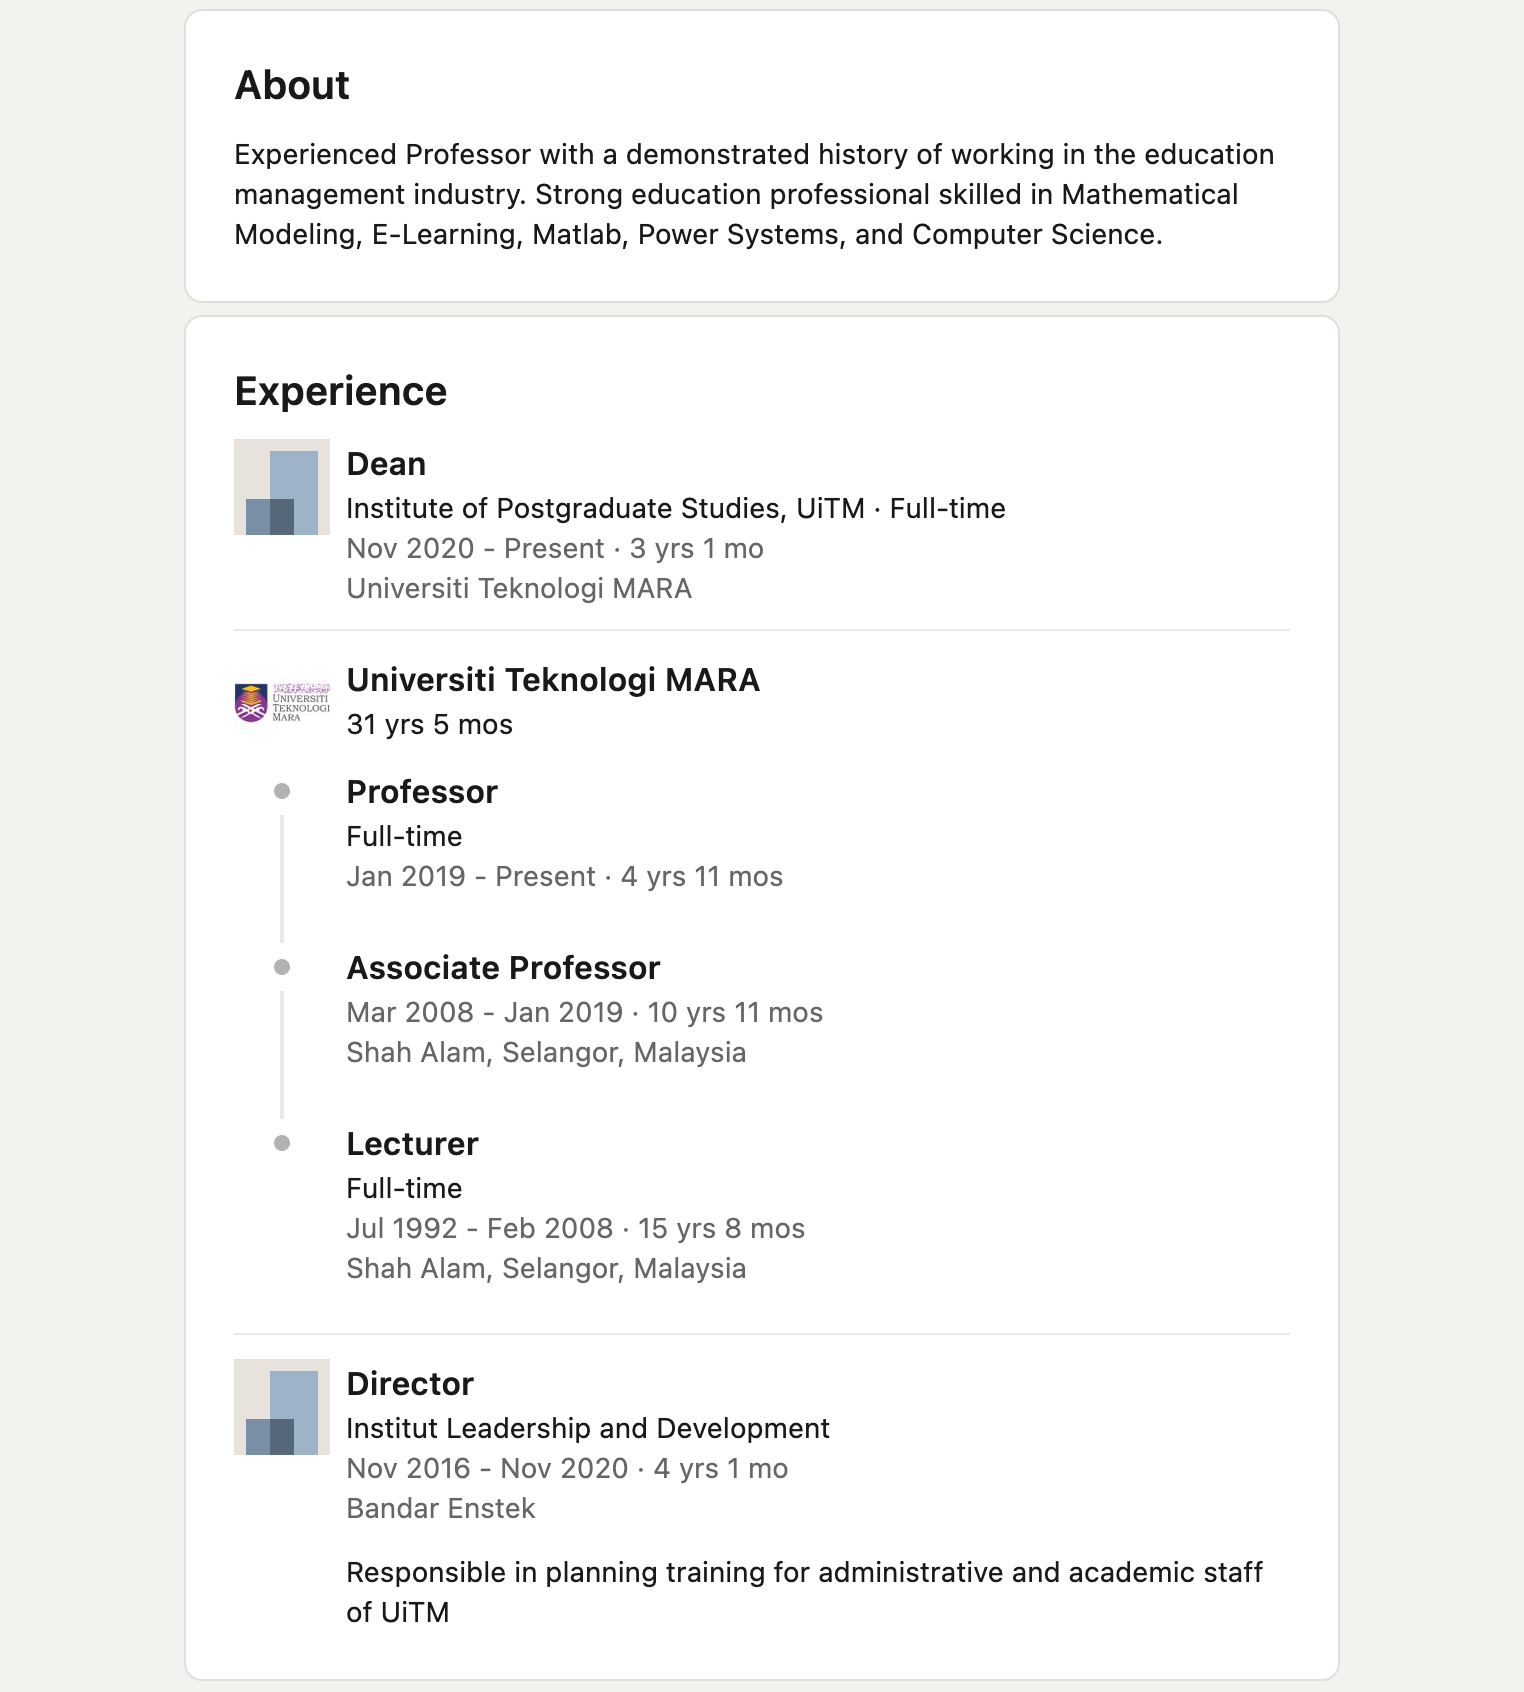 About
Experienced Professor with a demonstrated history of working in the education
management industry. Strong education professional skilled in Mathematical
Modeling, E-Learning, Matlab, Power Systems, and Computer Science.
Experience
Dean
Institute of Postgraduate Studies, UiTM · Full-time
Nov 2020 - Present · 3 yrs 1 mo
Universiti Teknologi MARA
UNIVERSITI
TEKNOLOGI
MARA
Universiti Teknologi MARA
31 yrs 5 mos
Professor
Full-time
Jan 2019 - Present · 4 yrs 11 mos
Associate Professor
Mar 2008 - Jan 2019 · 10 yrs 11 mos
Shah Alam, Selangor, Malaysia
Lecturer
Full-time
Jul 1992 - Feb 2008 · 15 yrs 8 mos
Shah Alam, Selangor, Malaysia
Director
Institut Leadership and Development
Nov 2016 - Nov 2020 · 4 yrs 1 mo
Bandar Enstek
Responsible in planning training for administrative and academic staff
of UiTM